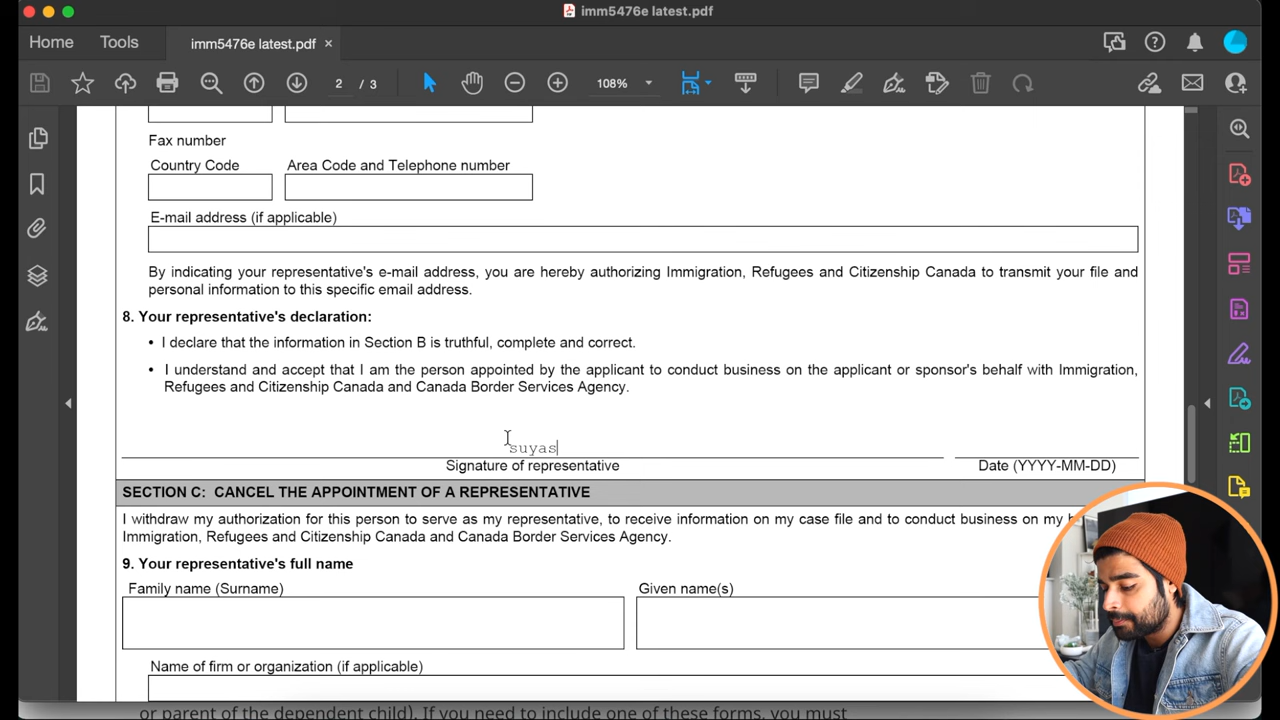 imm5476e latest.pdf
Home
Tools
imm5476e latest.pdf ×
2 / 3
108%
Fax number
Country Code
Area Code and Telephone number
E-mail address (if applicable)
By indicating your representative's e-mail address, you are hereby authorizing Immigration, Refugees and Citizenship Canada to transmit your file and
personal information to this specific email address.
8. Your representative's declaration:
• I declare that the information in Section B is truthful, complete and correct.
• I understand and accept that I am the person appointed by the applicant to conduct business on the applicant or sponsor's behalf with Immigration,
Refugees and Citizenship Canada and Canada Border Services Agency.
suyas
Signature of representative
Date (YYYY-MM-DD)
SECTION C: CANCEL THE APPOINTMENT OF A REPRESENTATIVE
I withdraw my authorization for this person to serve as my representative, to receive information on my case file and to conduct business on my
Immigration, Refugees and Citizenship Canada and Canada Border Services Agency.
9. Your representative's full name
Family name (Surname)
Given name(s)
Name of firm or organization (if applicable)
or parent of the dependent child). If you need to include one of these forms, you must